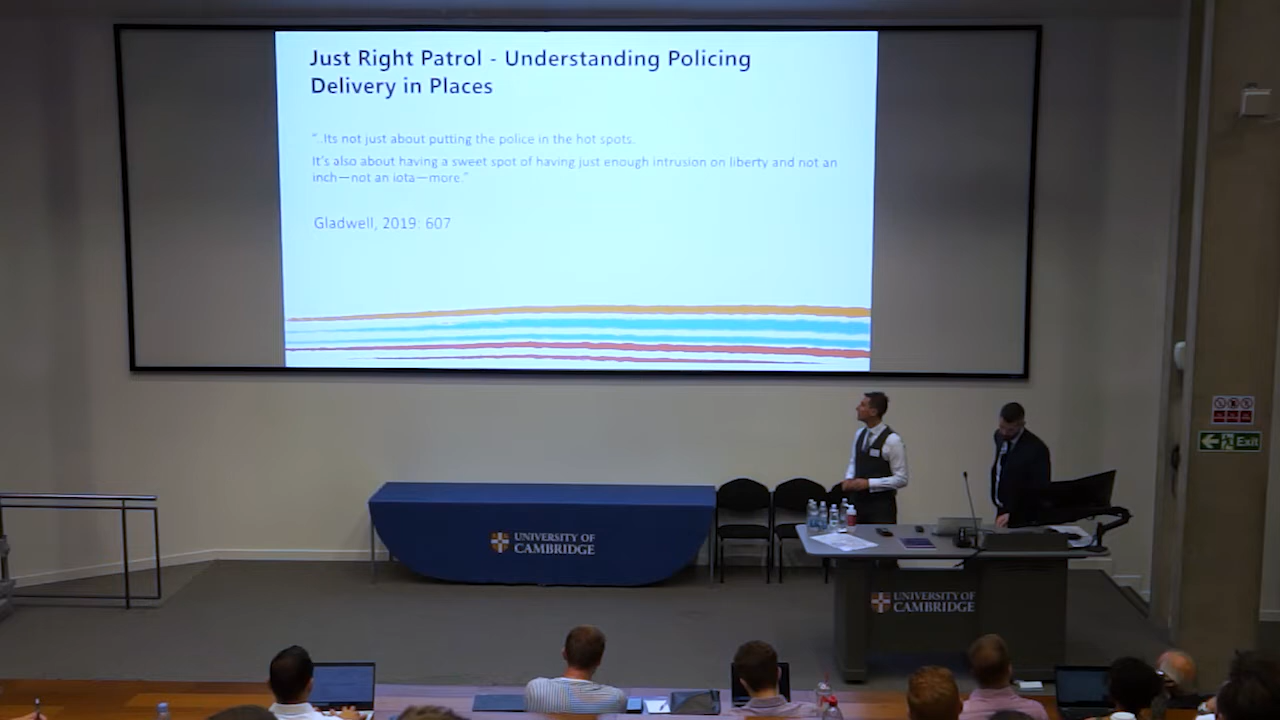 Just Right Patrol - Understanding Policing
Delivery in Places
“..Its not just about putting the police in the hot spots.
It’s also about having a sweet spot of having just enough intrusion on liberty and not an
inch—not an iota—more.”
Gladwell, 2019: 607
Exit
UNIVERSITY OF
CAMBRIDGE
UNIVERSITY OF
CAMBRIDGE